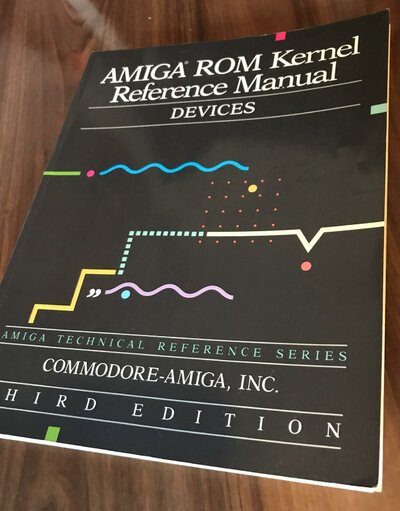 AMIGA® ROM Kernel
Reference Manual
DEVICES
AMIGA TECHNICAL REFERENCE SERIES
COMMODORE-AMIGA, INC.
HIRD EDITION